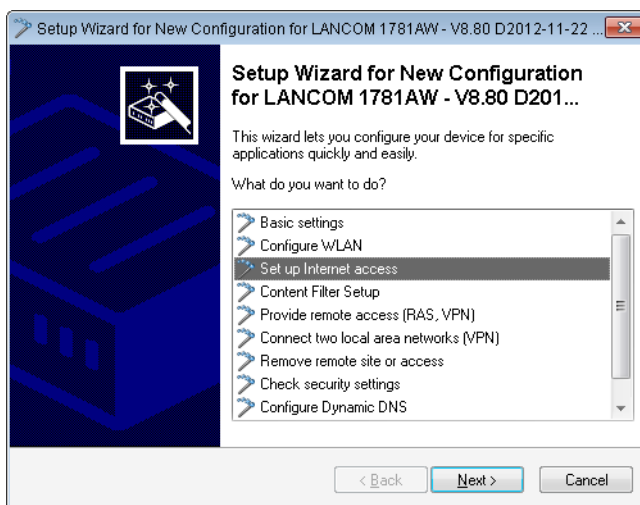 Setup Wizard for New Configuration for LANCOM 1781AW - V8.80 D2012-11-22 ...
Setup Wizard for New Configuration
for LANCOM 1781AW - V8.80 D201...
This wizard lets you configure your device for specific
applications quickly and easily.
What do you want to do?
Basic settings
Configure WLAN
Set up Internet access
Content Filter Setup
Provide remote access (RAS, VPN)
Connect two local area networks (VPN)
Remove remote site or access
Check security settings
Configure Dynamic DNS
< Back
Next >
Cancel